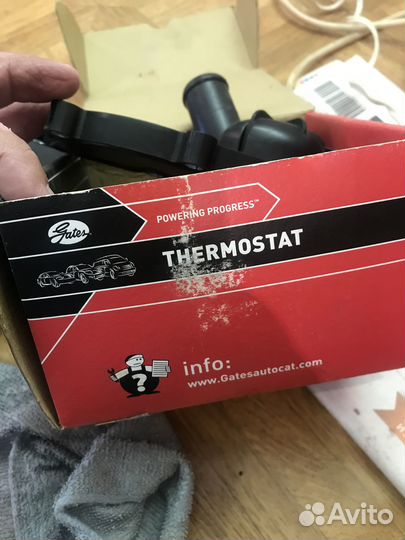 Gates
POWERING PROGRESS™
THERMOSTAT
?
info:
www.Gatesautocat.com
Avito